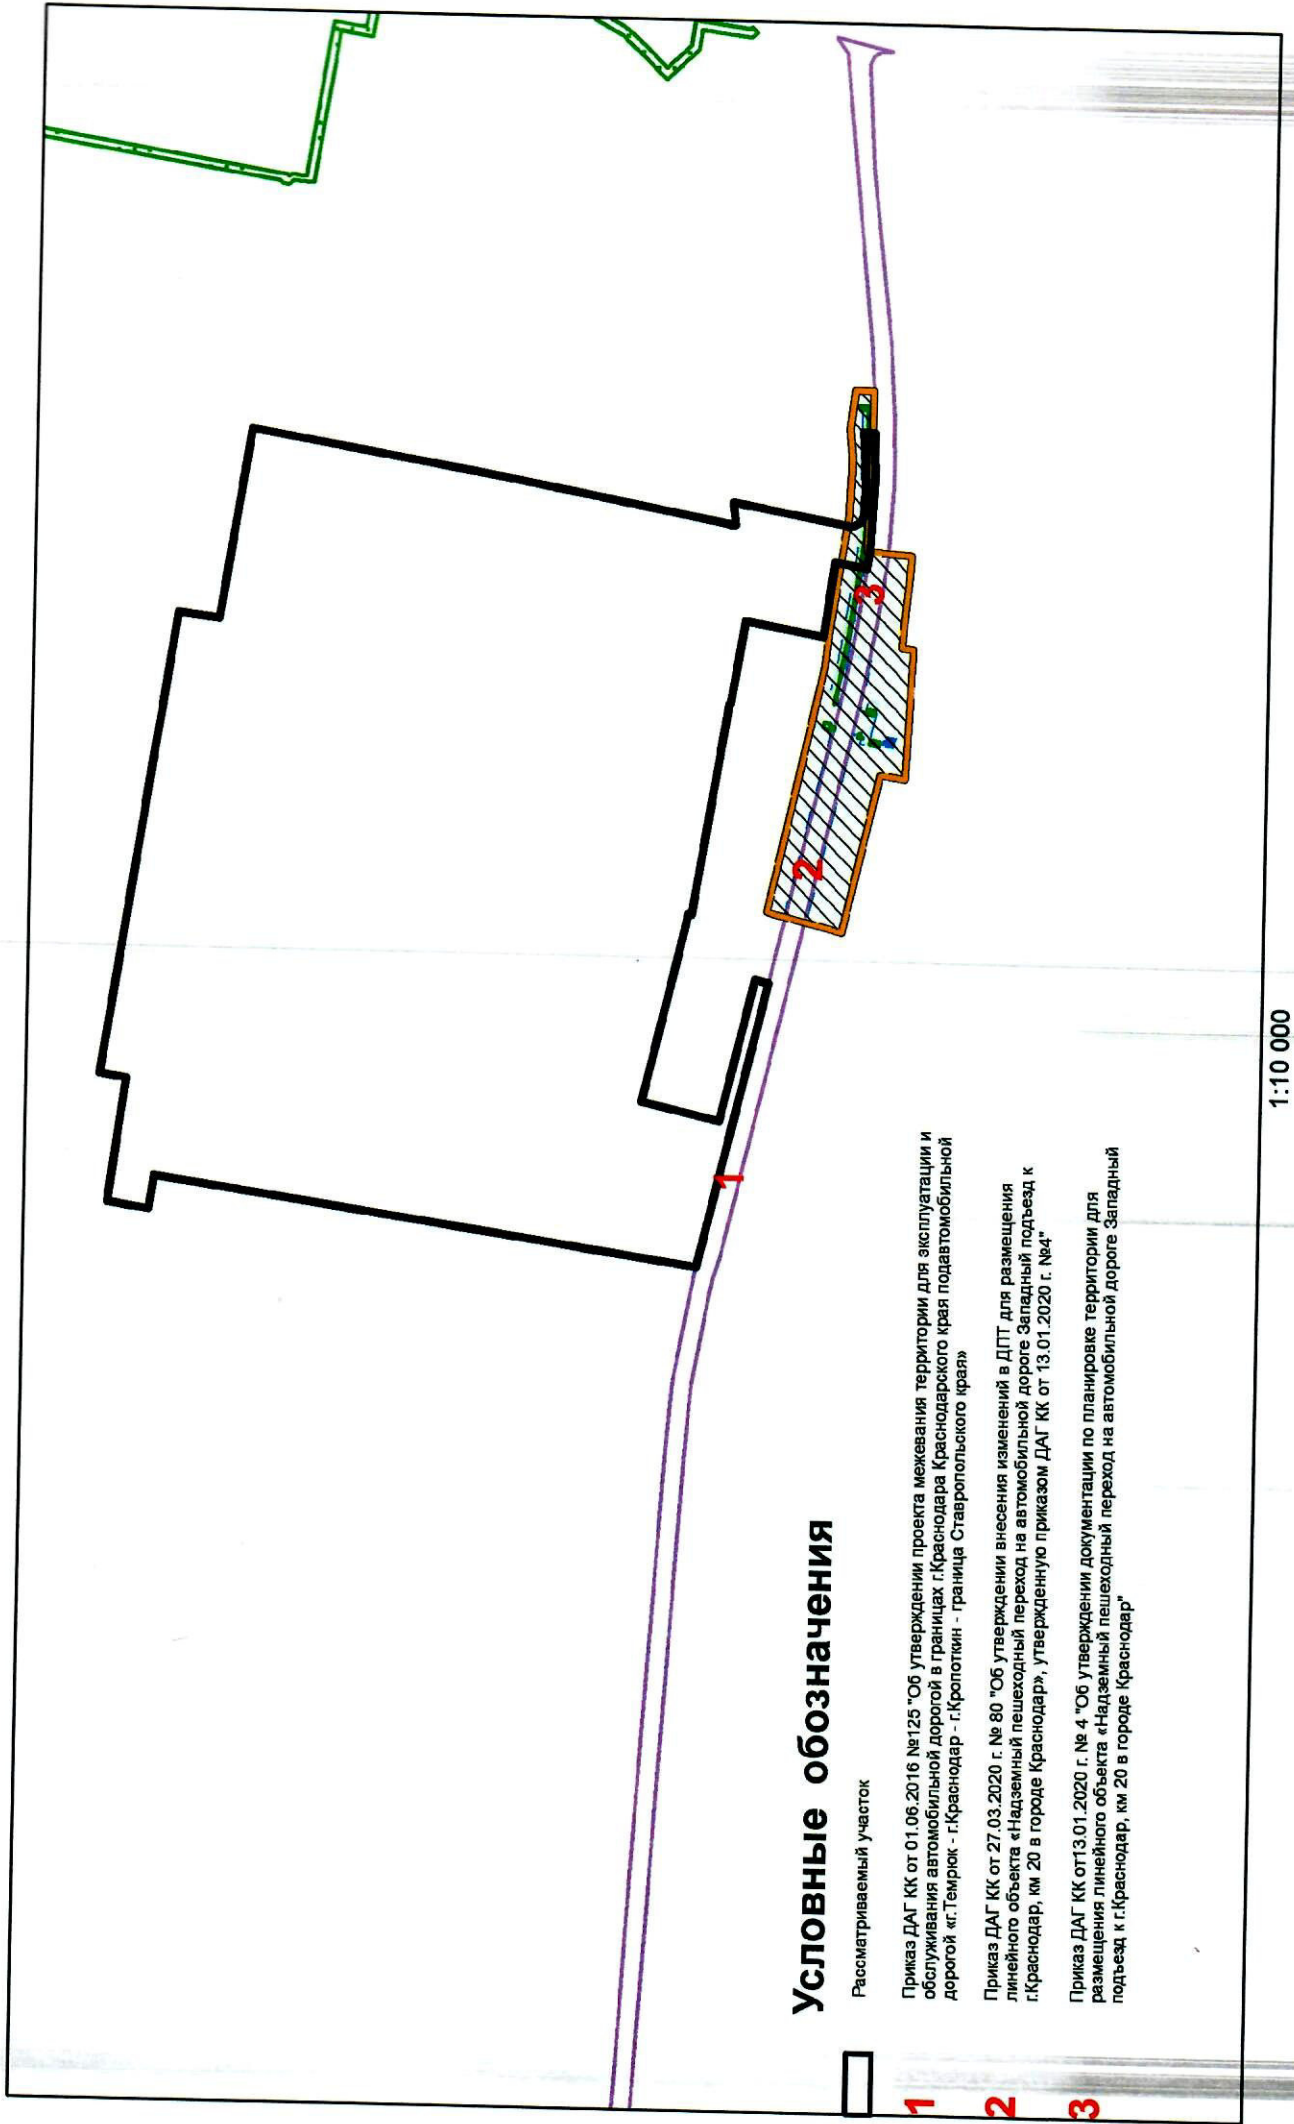 1
2
3
Условные обозначения
Рассматриваемый участок
1
Приказ ДАГ КК от 01.06.2016 №125 "Об утверждении проекта межевания территории для эксплуатации и
обслуживания автомобильной дорогой в границах г.Краснодара Краснодарского края подавтомобильной
дорогой «г.Темрюк - г.Краснодар - г.Кропоткин - граница Ставропольского края»
2
Приказ ДАГ КК от 27.03.2020 г. № 80 "Об утверждении внесения изменений в ДПТ для размещения
линейного объекта «Надземный пешеходный переход на автомобильной дороге Западный подъезд к
г.Краснодар, км 20 в городе Краснодар», утвержденную приказом ДАГ КК от 13.01.2020 г. №4"
3
Приказ ДАГ КК от13.01.2020 г. № 4 "Об утверждении документации по планировке территории для
размещения линейного объекта «Надземный пешеходный переход на автомобильной дороге Западный
подъезд к г.Краснодар, км 20 в городе Краснодар"
1:10 000